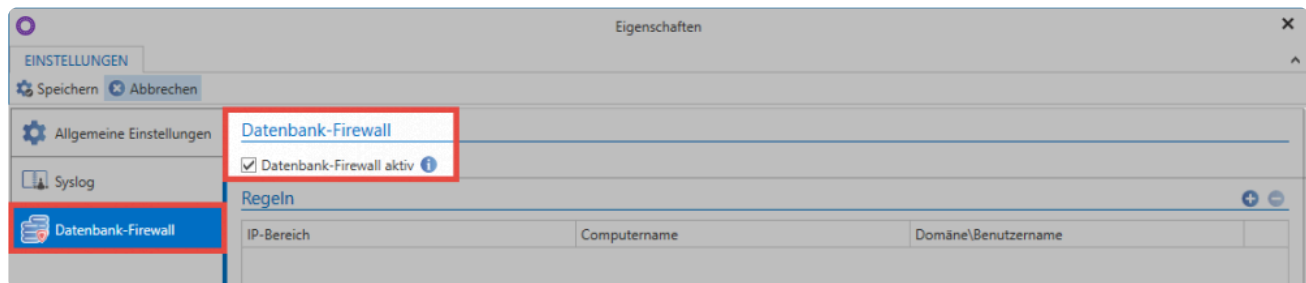 Eigenschaften
EINSTELLUNGEN
Speichern Abbrechen
Allgemeine Einstellungen
Syslog
Datenbank-Firewall
Datenbank-Firewall
Datenbank-Firewall aktiv
Regeln
IP-Bereich Computername Domäne\Benutzername